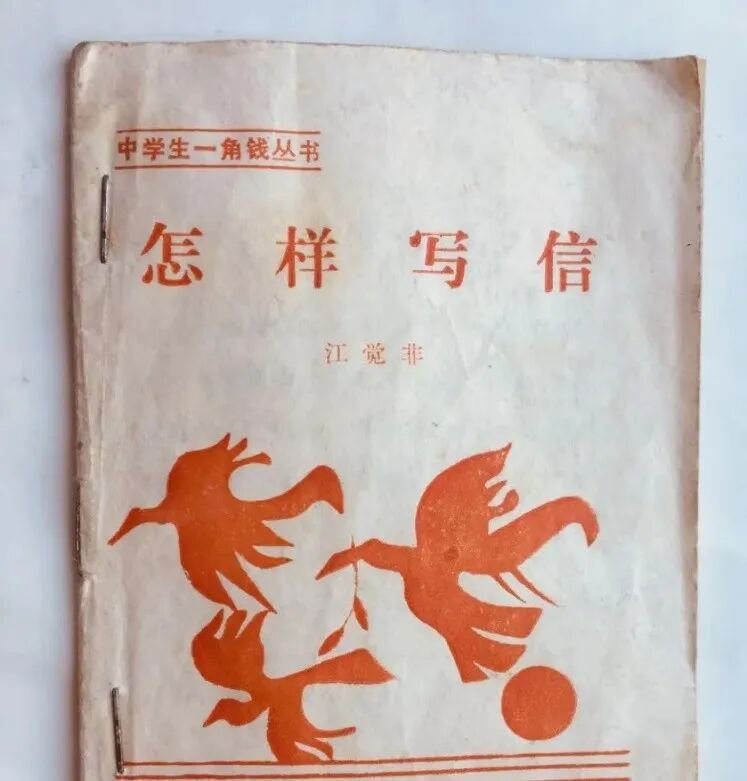 中学生一角钱丛书
怎样写信
江觉非